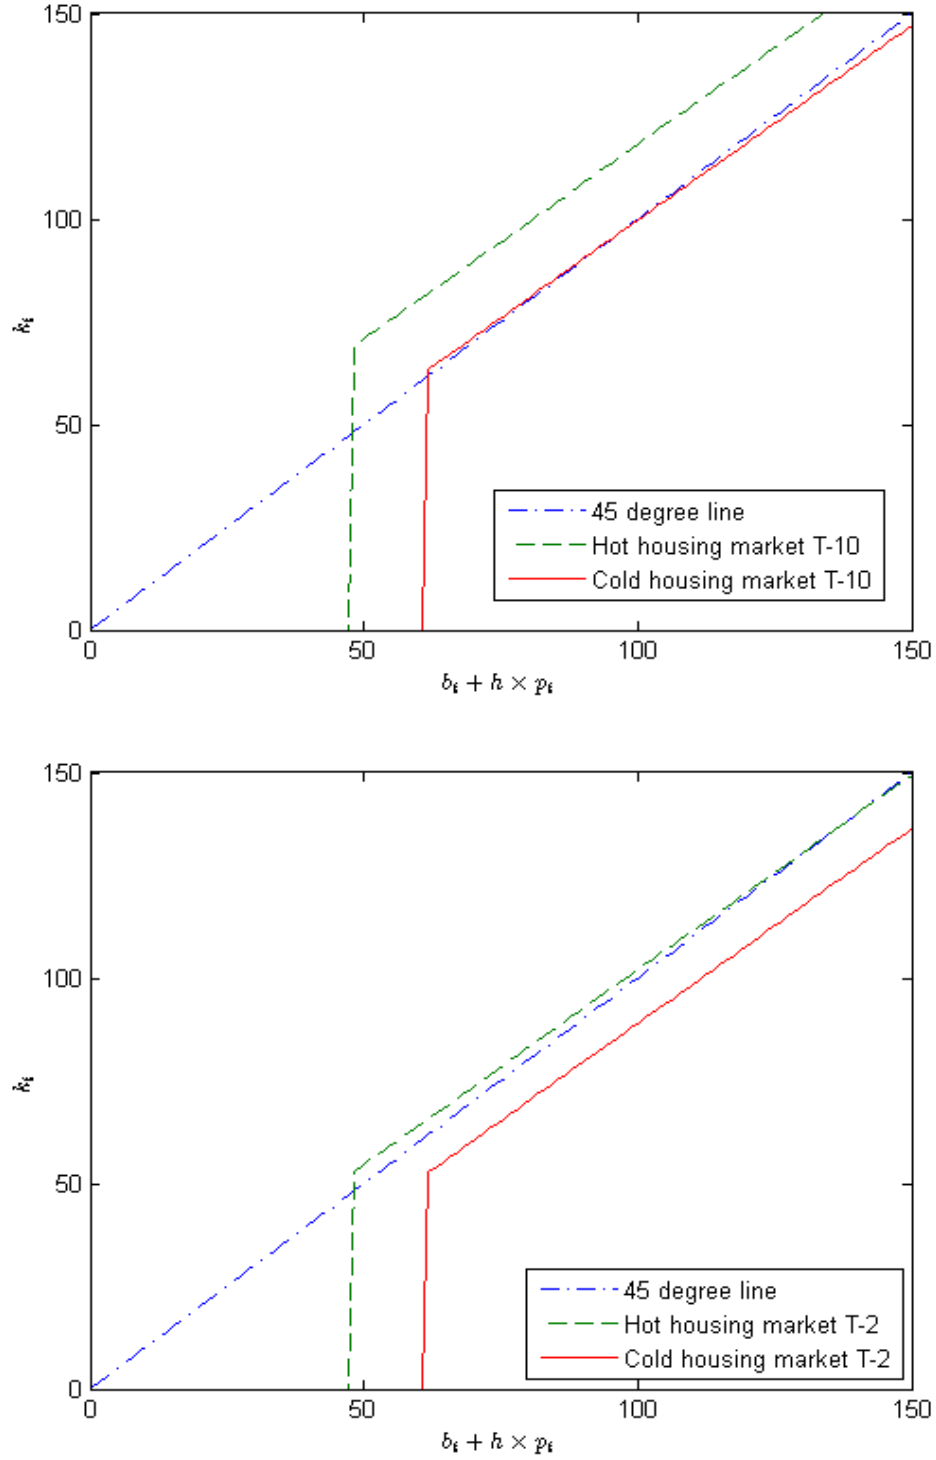 150
100
k_t
50
45 degree line
Hot housing market T-10
Cold housing market T-10
0
0 50 100 150
b_t + h × p_t
150
100
k_t
50
45 degree line
Hot housing market T-2
Cold housing market T-2
0
0 50 100 150
b_t + h × p_t